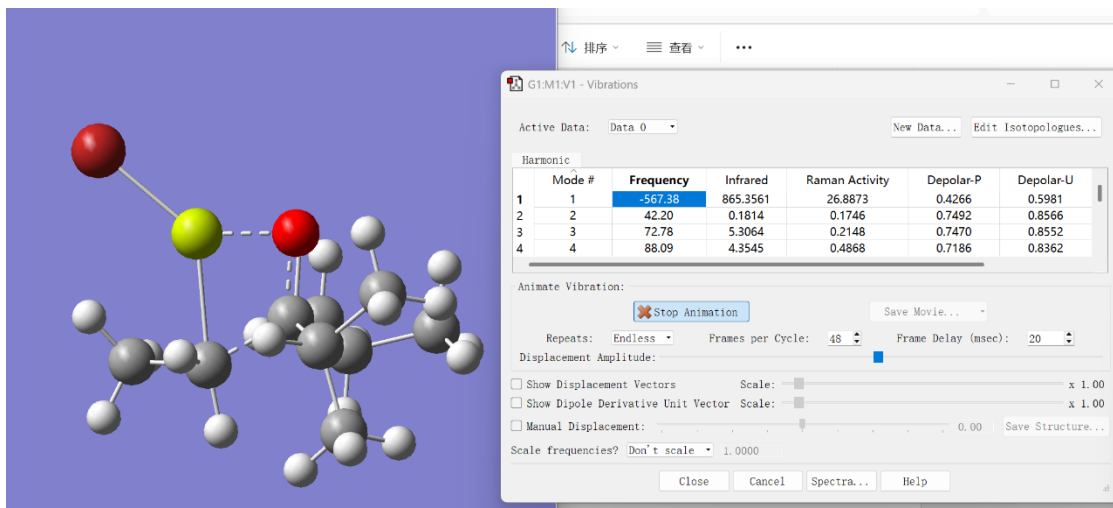 排序 查看 •••
G1:M1:V1 - Vibrations
Active Data: Data 0 New Data... Edit Isotopologues...
Harmonic
Mode # Frequency Infrared Raman Activity Depolar-P Depolar-U
1 1 -567.38 865.3561 26.8873 0.4266 0.5981
2 2 42.20 0.1814 0.1746 0.7492 0.8566
3 3 72.78 5.3064 0.2148 0.7470 0.8552
4 4 88.09 4.3545 0.4868 0.7186 0.8362
Animate Vibration:
Stop Animation Save Movie...
Repeats: Endless Frames per Cycle: 48 Frame Delay (msec): 20
Displacement Amplitude:
Show Displacement Vectors Scale: x 1.00
Show Dipole Derivative Unit Vector Scale: x 1.00
Manual Displacement: 0.00 Save Structure...
Scale frequencies? Don't scale 1.0000
Close Cancel Spectra... Help